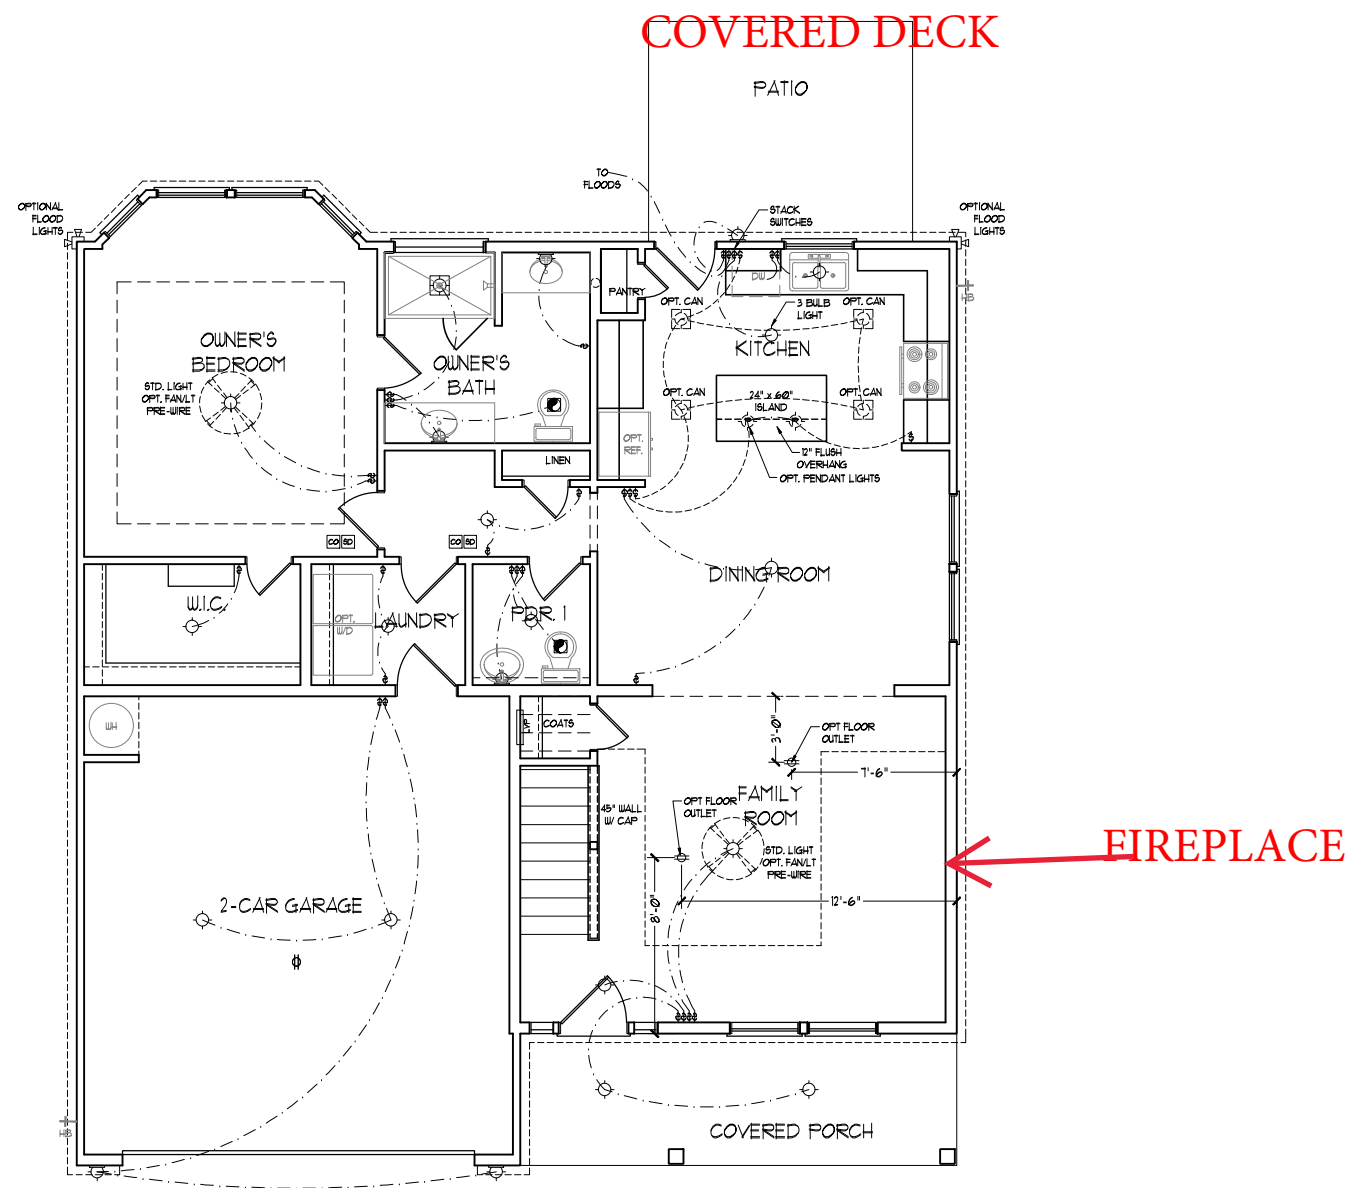 COVERED DECK
PATIO
TO
FLOODS
OPTIONAL
FLOOD
LIGHTS
STACK
SWITCHES
OPTIONAL
FLOOD
LIGHTS
PANTRY
DW
HB
OPT. CAN
3 BULB
LIGHT
OPT. CAN
KITCHEN
OWNER'S
BEDROOM
STD. LIGHT
OPT. FAN/LT
PRE-WIRE
OWNER'S
BATH
OPT. CAN
24" x 60"
ISLAND
OPT. CAN
OPT.
REF.
12" FLUSH
OVERHANG
OPT. PENDANT LIGHTS
LINEN
CO SD
CO SD
DINING ROOM
W.I.C.
OPT.
W/D
LAUNDRY
PDR. 1
WH
LVP
COATS
3'-0"
OPT FLOOR
OUTLET
7'-6"
FAMILY
ROOM
OPT FLOOR
OUTLET
45" WALL
W/ CAP
STD. LIGHT
OPT. FAN/LT
PRE-WIRE
FIREPLACE
2-CAR GARAGE
8'-0"
12'-6"
HB
COVERED PORCH